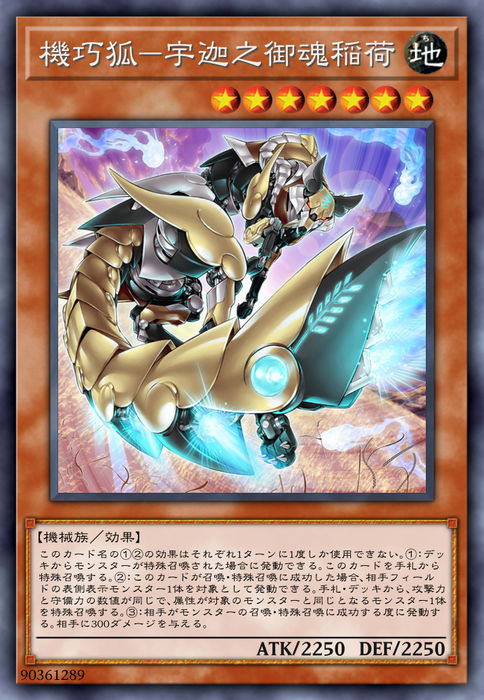 機巧狐－宇迦之御魂稲荷
ち
地
【機械族／効果】
このカード名の①②の効果はそれぞれ1ターンに1度しか使用できない。①：デッ
キからモンスターが特殊召喚された場合に発動できる。このカードを手札から
特殊召喚する。②：このカードが召喚・特殊召喚に成功した場合、相手フィール
ドの表側表示モンスター1体を対象として発動できる。手札・デッキから、攻撃力
と守備力の数値が同じで、属性が対象のモンスターと同じとなるモンスター1体
を特殊召喚する。③：相手がモンスターの召喚・特殊召喚に成功する度に発動す
る。相手に300ダメージを与える。
ATK/2250 DEF/2250
90361289